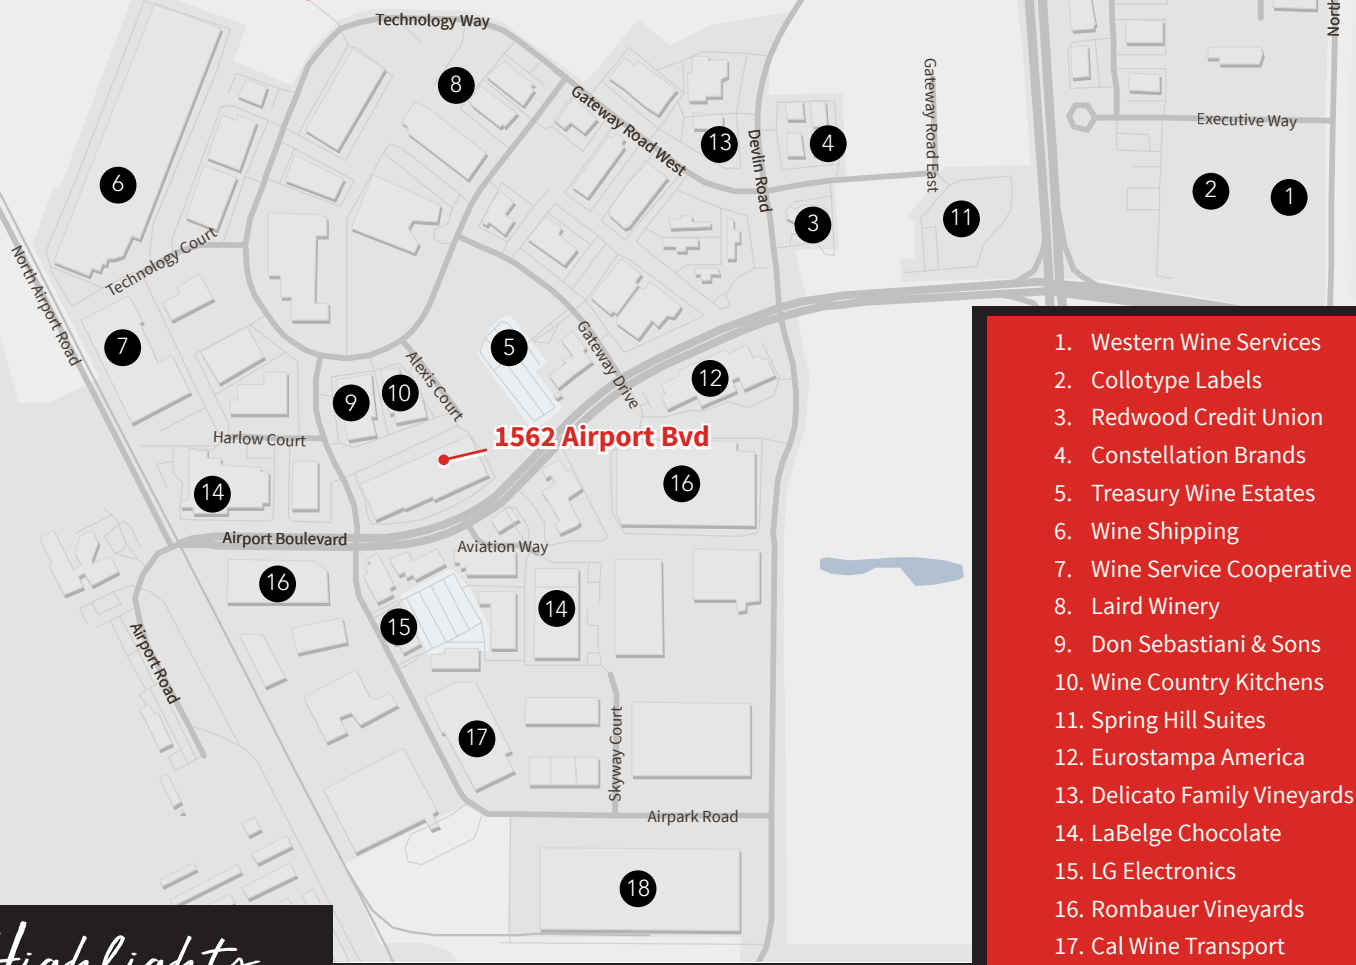 Technology Way
8
Gateway Road West
13
Devlin Road
4
Gateway Road East
Executive Way
6
2
1
3
11
Technology Court
North Airport Road
7
5
Gateway Drive
Alexis Court
12
9
10
Harlow Court
1562 Airport Bvd
14
16
Airport Boulevard
Aviation Way
16
14
15
Airport Road
Skyway Court
17
Airpark Road
18
Highlights
1. Western Wine Services
2. Collotype Labels
3. Redwood Credit Union
4. Constellation Brands
5. Treasury Wine Estates
6. Wine Shipping
7. Wine Service Cooperative
8. Laird Winery
9. Don Sebastiani & Sons
10. Wine Country Kitchens
11. Spring Hill Suites
12. Eurostampa America
13. Delicato Family Vineyards
14. LaBelge Chocolate
15. LG Electronics
16. Rombauer Vineyards
17. Cal Wine Transport